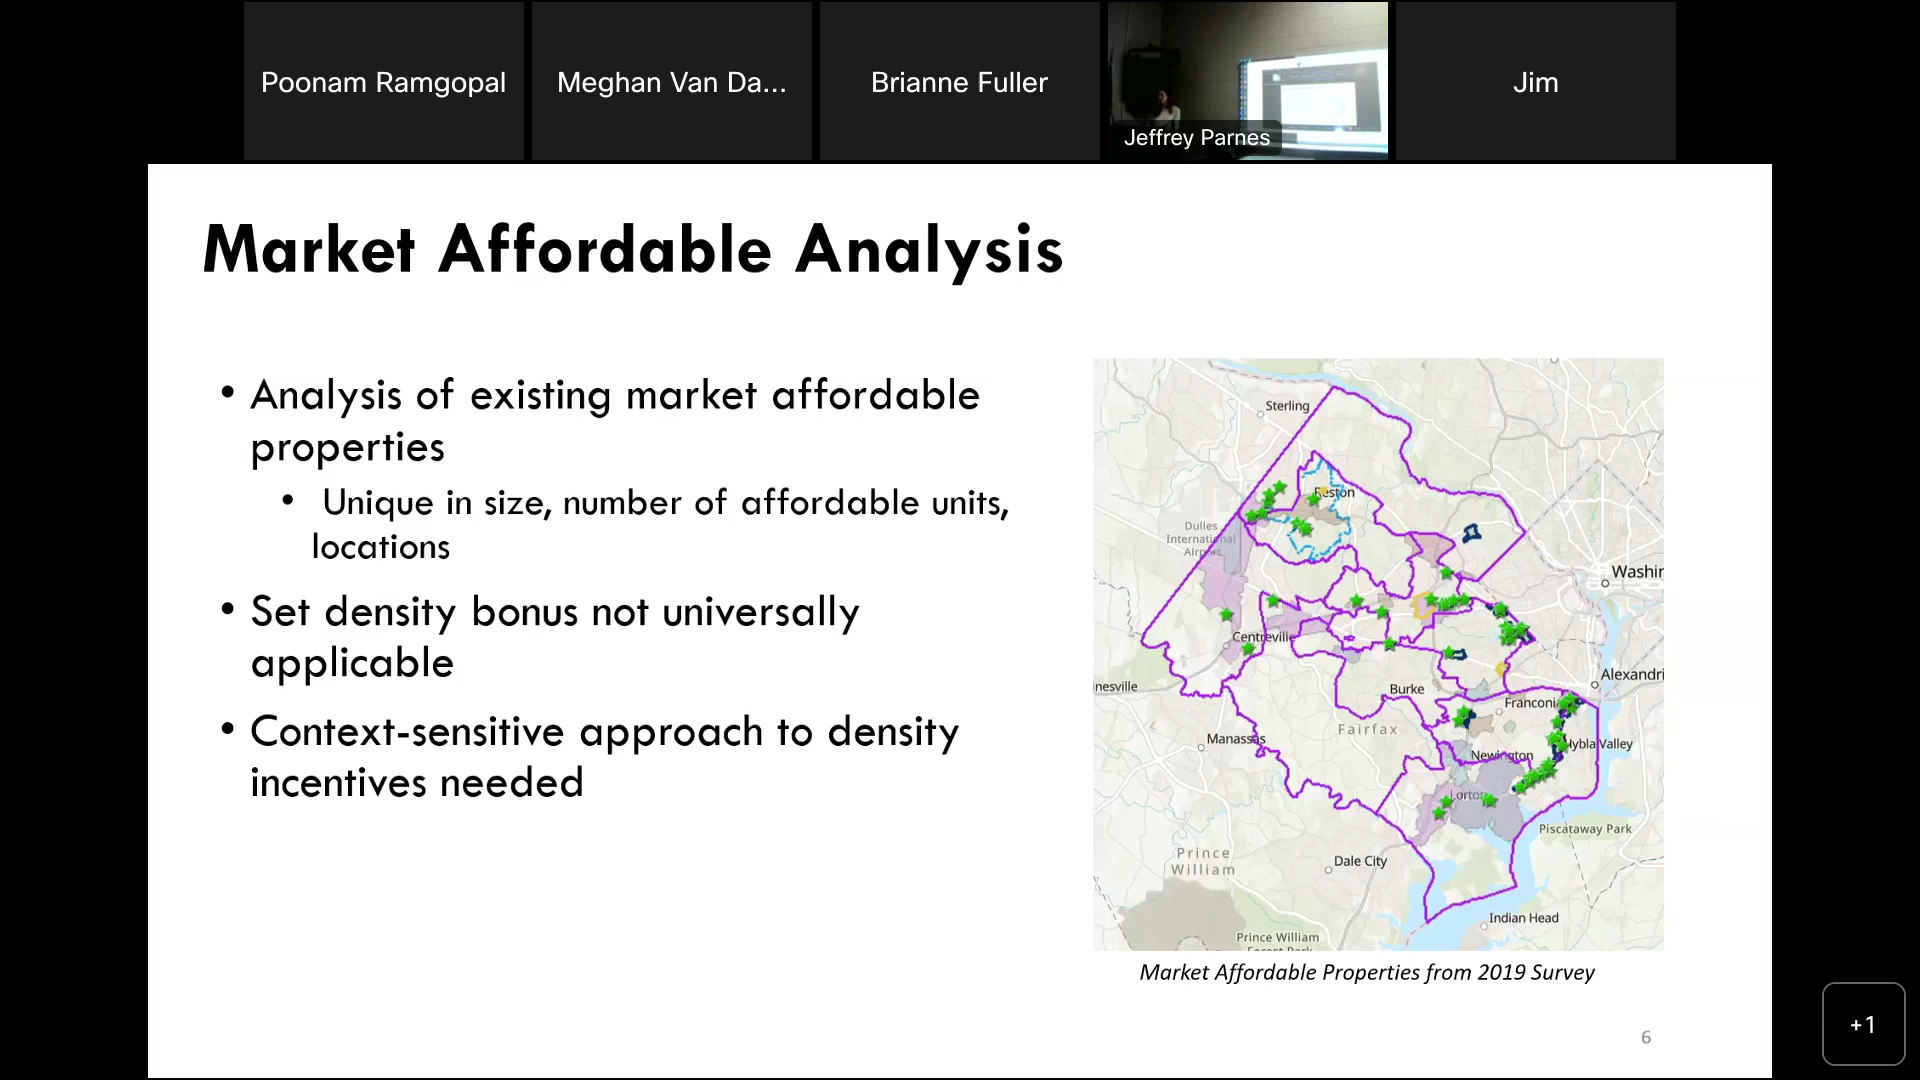 Poonam Ramgopal
Meghan Van Da...
Brianne Fuller
Jeffrey Parnes
Jim
Market Affordable Analysis
• Analysis of existing market affordable
properties
• Unique in size, number of affordable units,
locations
• Set density bonus not universally
applicable
• Context-sensitive approach to density
incentives needed
Sterling
Reston
Dulles
International
Airport
Washin
Centreville
Alexandri
nesville
Burke
Franconi
Fairfax
Manassas
Hybla Valley
Newington
Lorton
Piscataway Park
Prince
William
Dale City
Indian Head
Prince William
Forest Park
Market Affordable Properties from 2019 Survey
6
+1